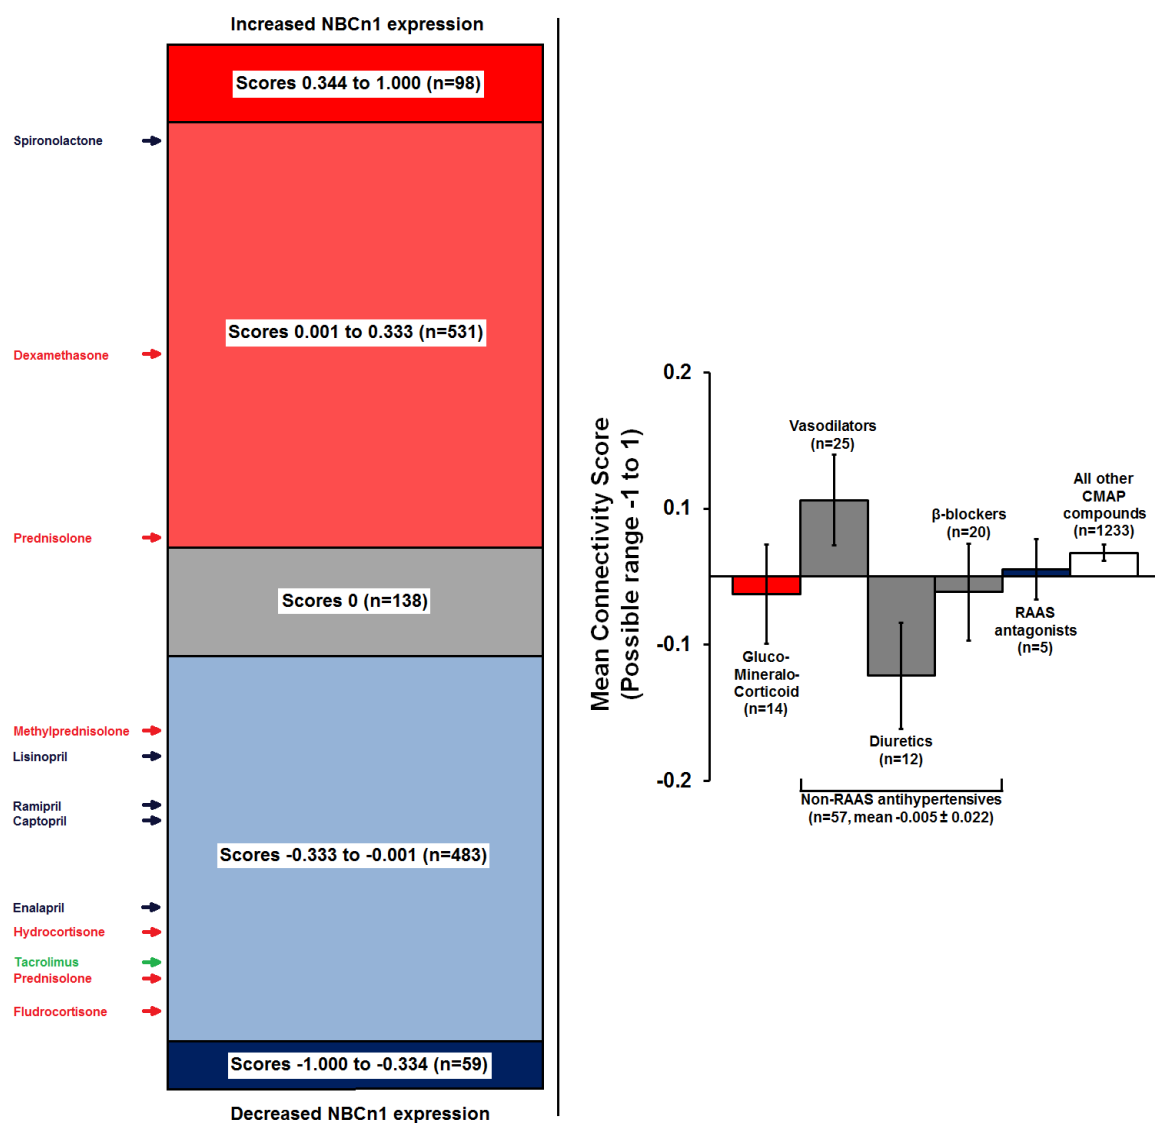 Increased NBCn1 expression
Scores 0.344 to 1.000 (n=98)
Spironolactone
Scores 0.001 to 0.333 (n=531)
Dexamethasone
Prednisolone
Scores 0 (n=138)
Methylprednisolone
Lisinopril
Ramipril
Captopril
Scores -0.333 to -0.001 (n=483)
Enalapril
Hydrocortisone
Tacrolimus
Prednisolone
Fludrocortisone
Scores -1.000 to -0.334 (n=59)
Decreased NBCn1 expression
Mean Connectivity Score
(Possible range -1 to 1)
0.2
0.1
-0.1
-0.2
Vasodilators
(n=25)
β-blockers
(n=20)
All other
CMAP
compounds
(n=1233)
Gluco-
Mineralo-
Corticoid
(n=14)
RAAS
antagonists
(n=5)
Diuretics
(n=12)
Non-RAAS antihypertensives
(n=57, mean -0.005 ± 0.022)